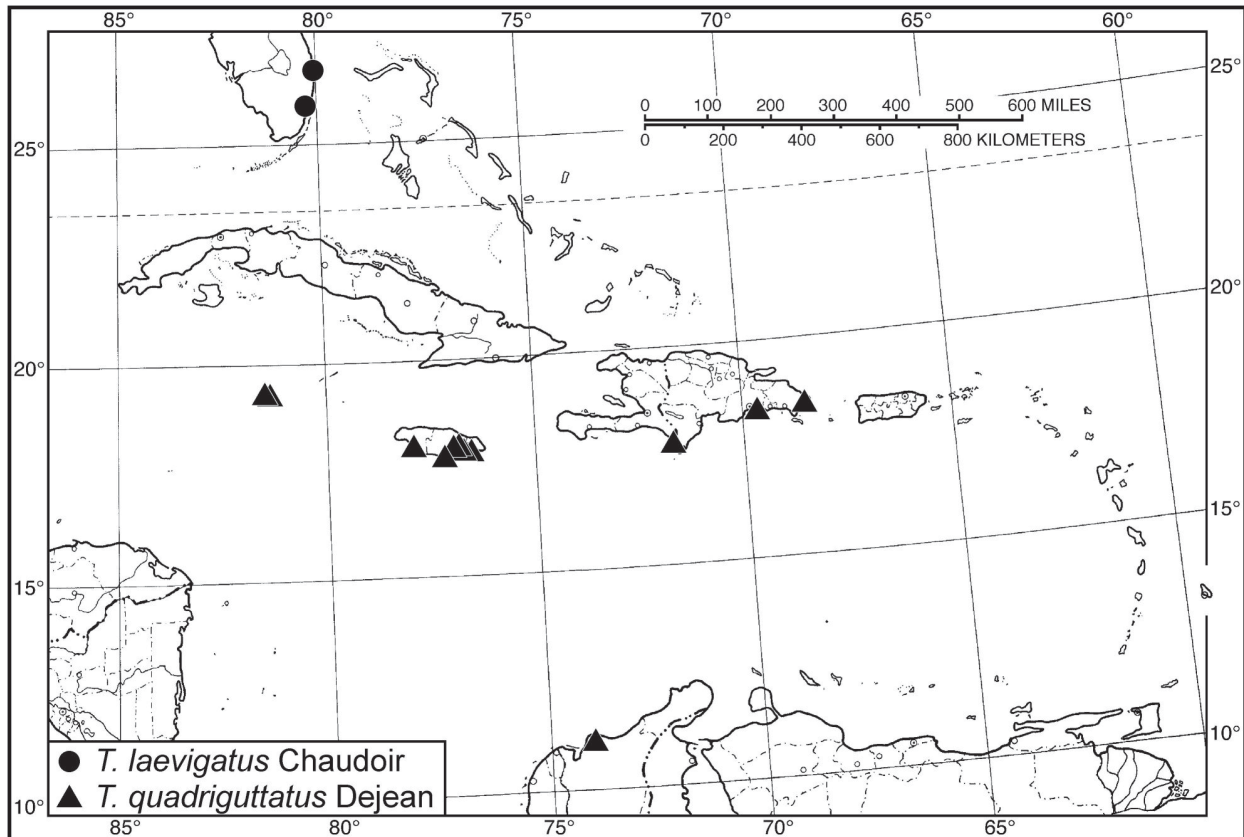 85° 80° 75° 70° 65° 60°
25°
0 100 200 300 400 500 600 MILES
0 200 400 600 800 KILOMETERS
25°
20°
20°
15°
15°
10°
T. laevigatus Chaudoir
T. quadriguttatus Dejean
10°
85° 80° 75° 70° 65°